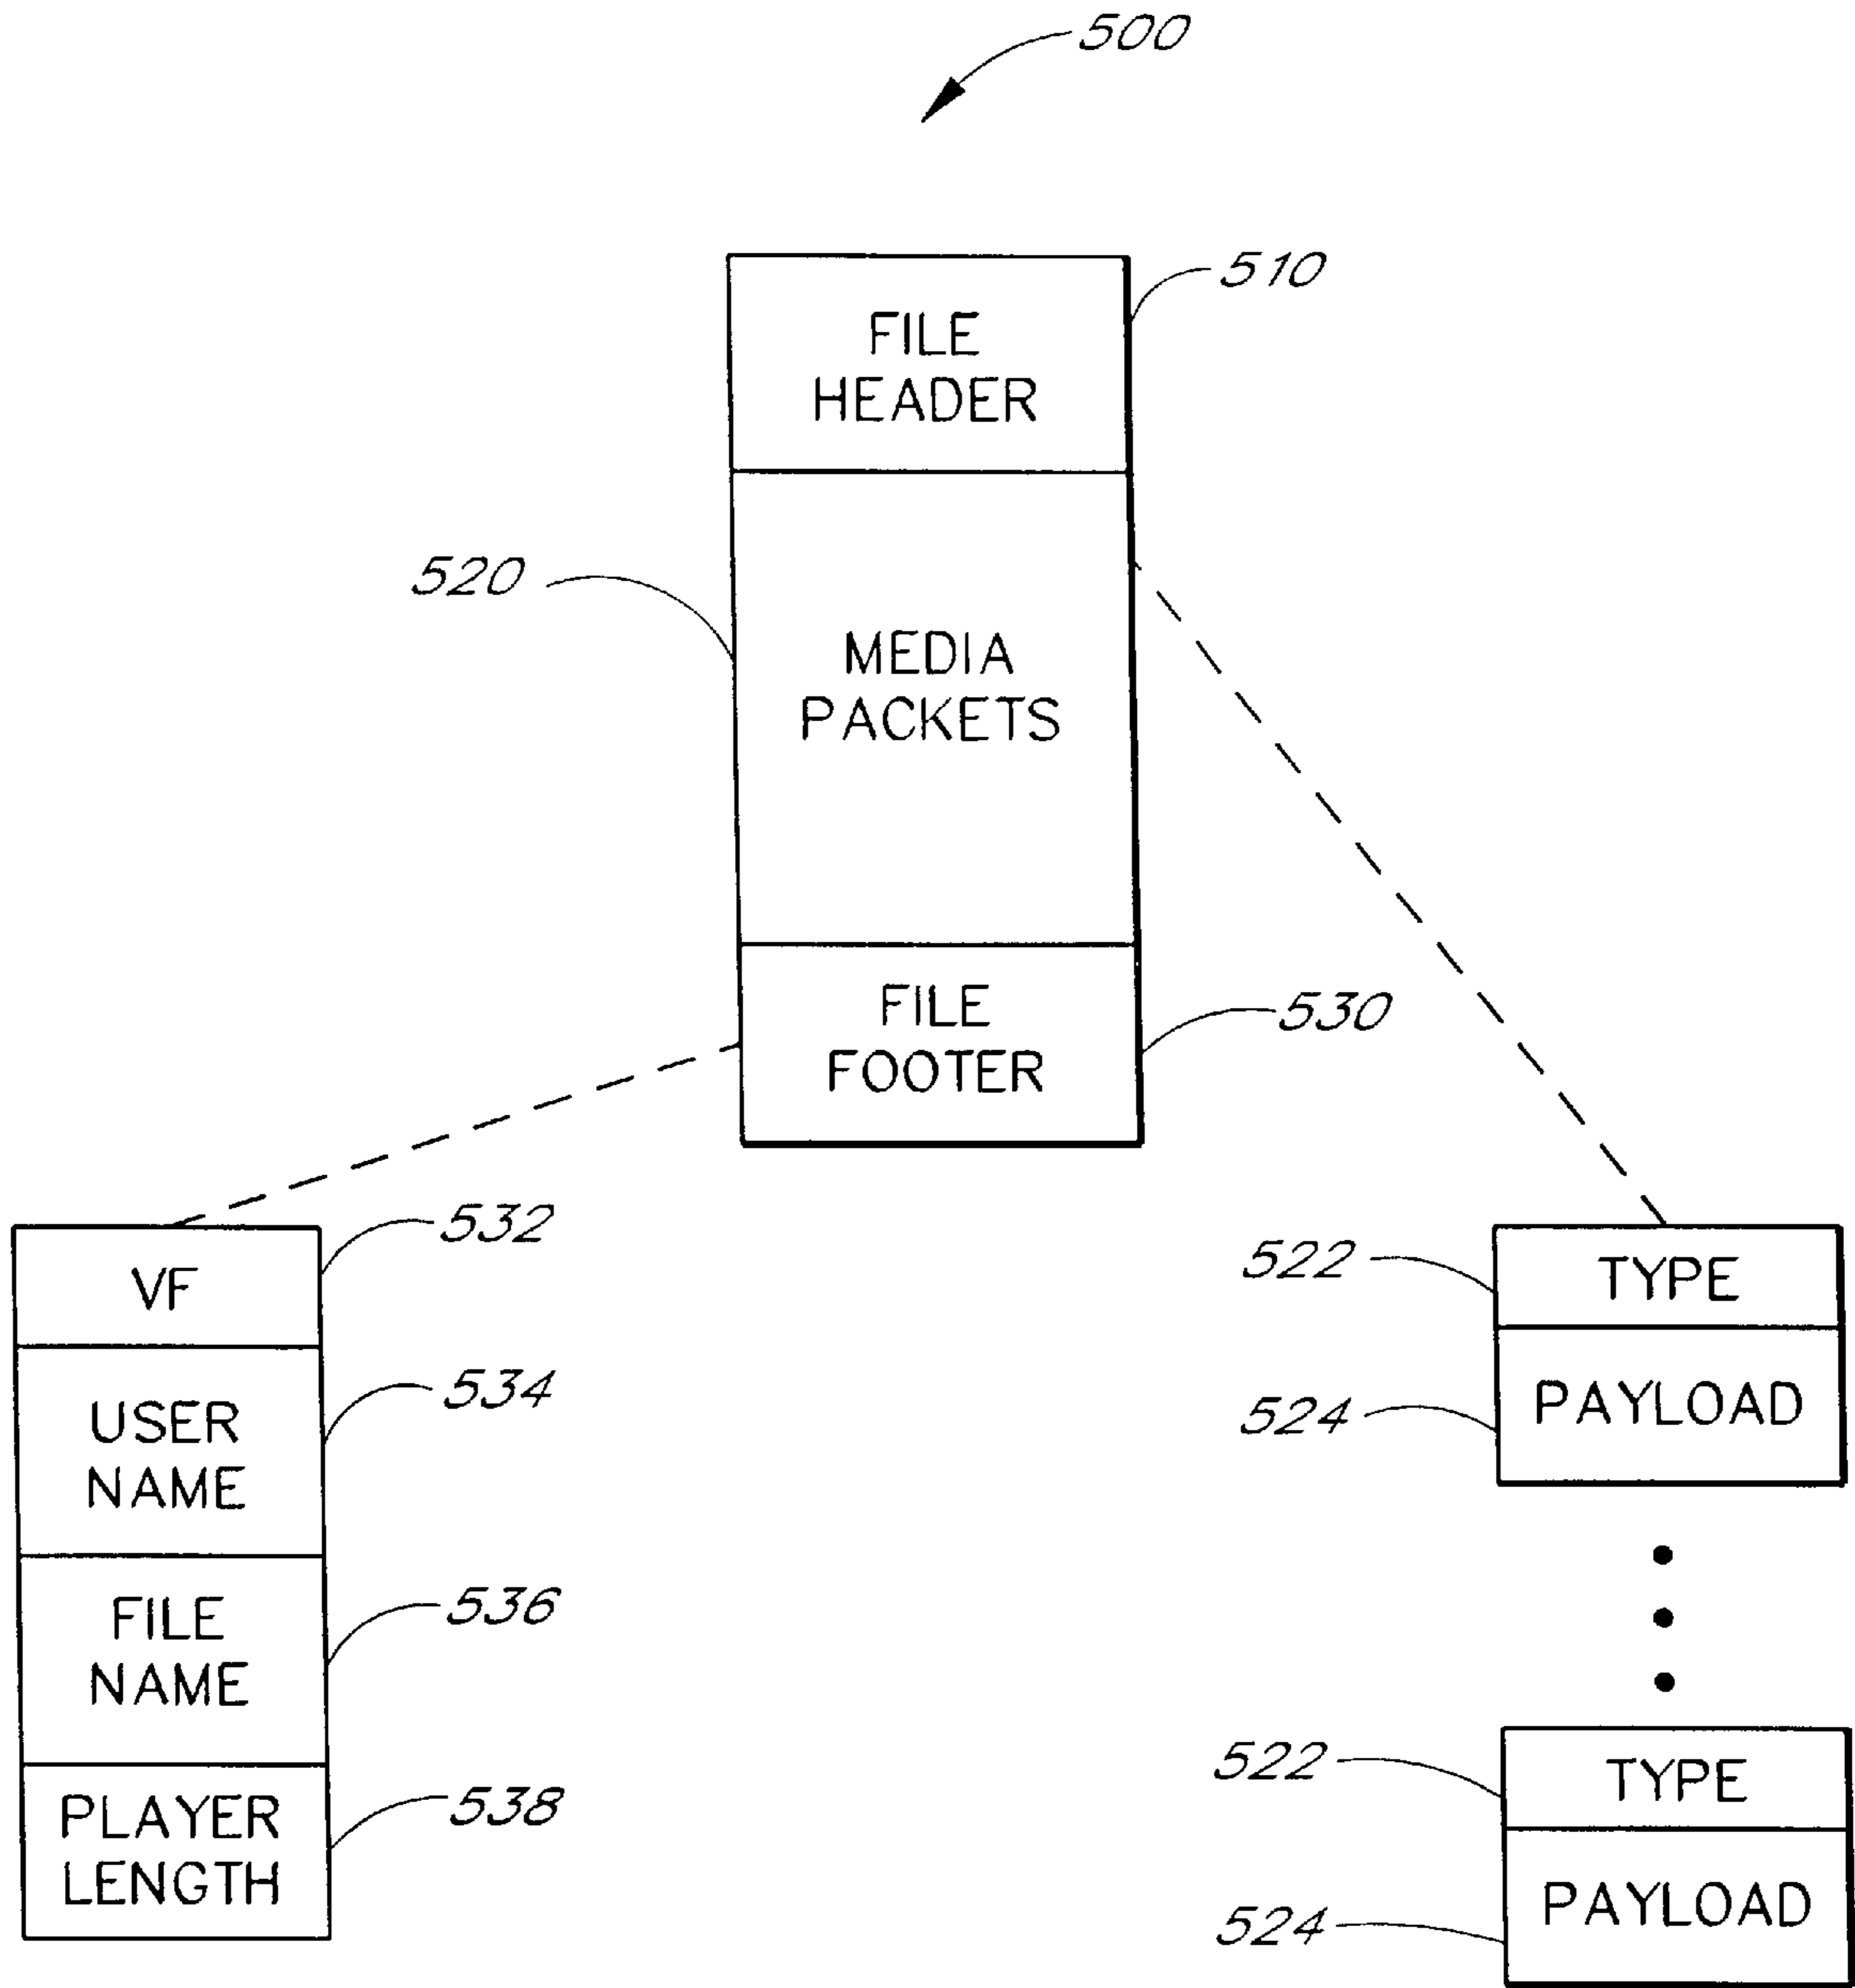 500
510
FILE
HEADER
520
MEDIA
PACKETS
FILE
FOOTER
530
VF
532
USER
NAME
534
FILE
NAME
536
PLAYER
LENGTH
538
522
TYPE
524
PAYLOAD
522
TYPE
524
PAYLOAD